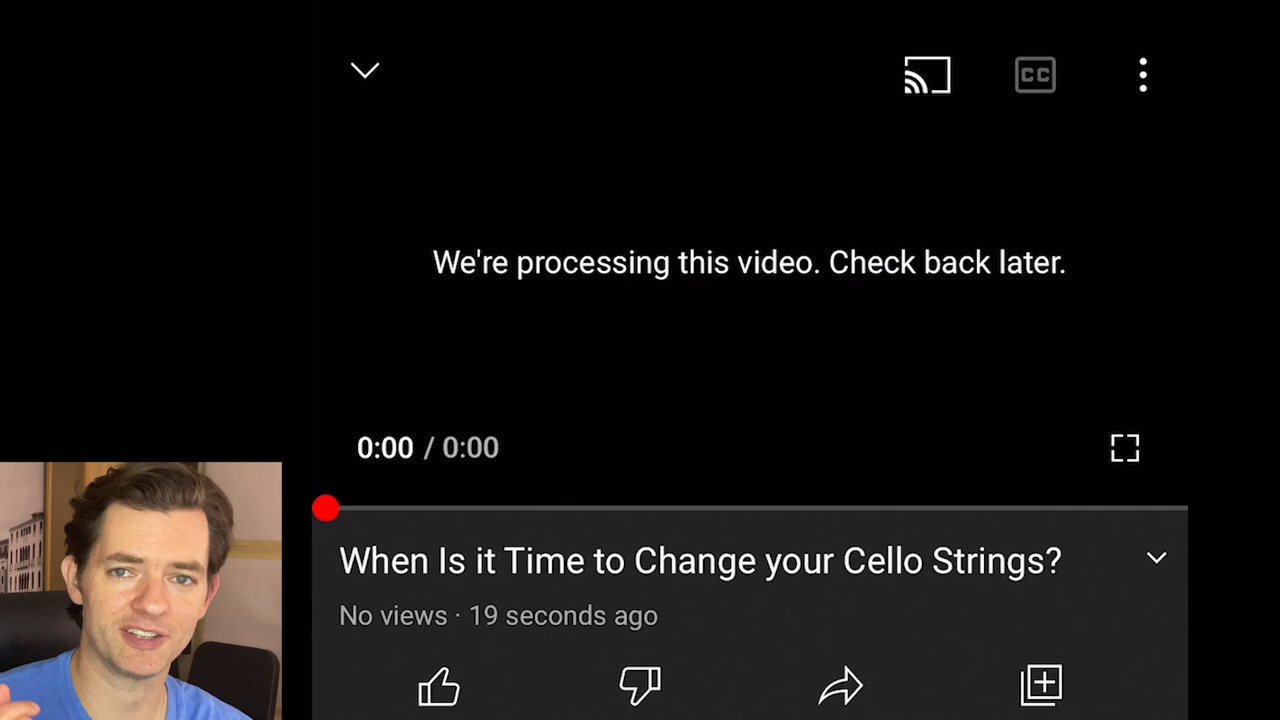 CC
We're processing this video. Check back later.
0:00 / 0:00
When Is it Time to Change your Cello Strings?
No views · 19 seconds ago